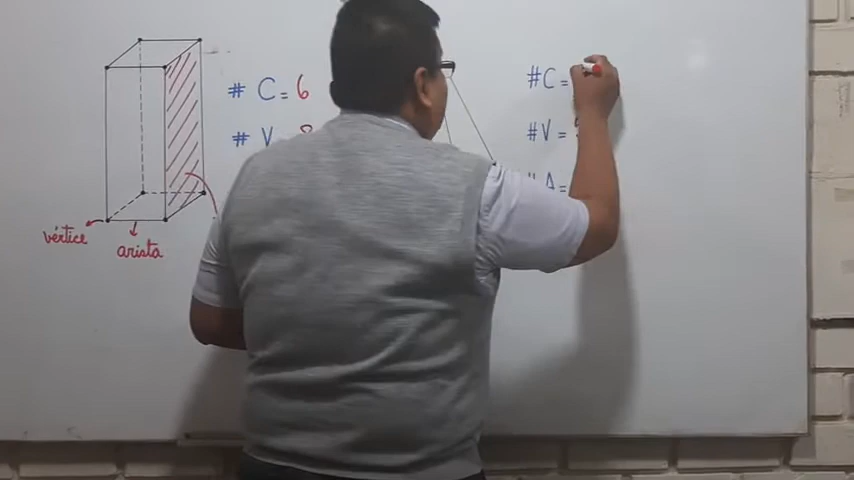 # C = 6
# V
vértice
arista
#C =
#V =
A =